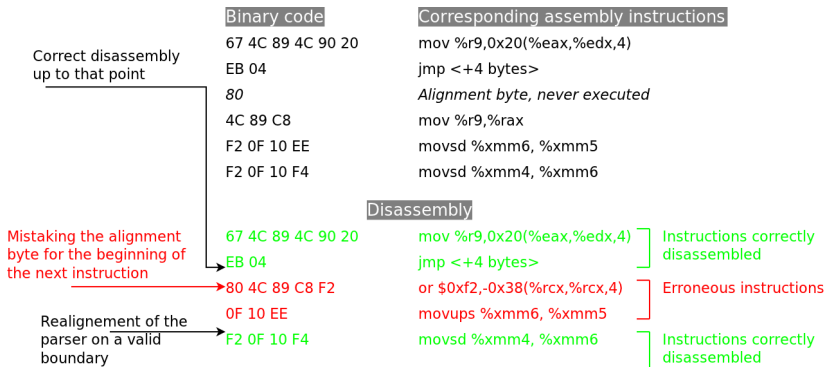 Binary code Corresponding assembly instructions
67 4C 89 4C 90 20 mov %r9,0x20(%eax,%edx,4)
Correct disassembly
up to that point
EB 04 jmp <+4 bytes>
80 Alignment byte, never executed
4C 89 C8 mov %r9,%rax
F2 0F 10 EE movsd %xmm6, %xmm5
F2 0F 10 F4 movsd %xmm4, %xmm6
Disassembly
Mistaking the alignment
byte for the beginning of
the next instruction
67 4C 89 4C 90 20 mov %r9,0x20(%eax,%edx,4)
EB 04 jmp <+4 bytes>
Instructions correctly
disassembled
80 4C 89 C8 F2 or $0xf2,-0x38(%rcx,%rcx,4) Erroneous instructions
0F 10 EE movups %xmm6, %xmm5
Realignement of the
parser on a valid
boundary
F2 0F 10 F4 movsd %xmm4, %xmm6
Instructions correctly
disassembled